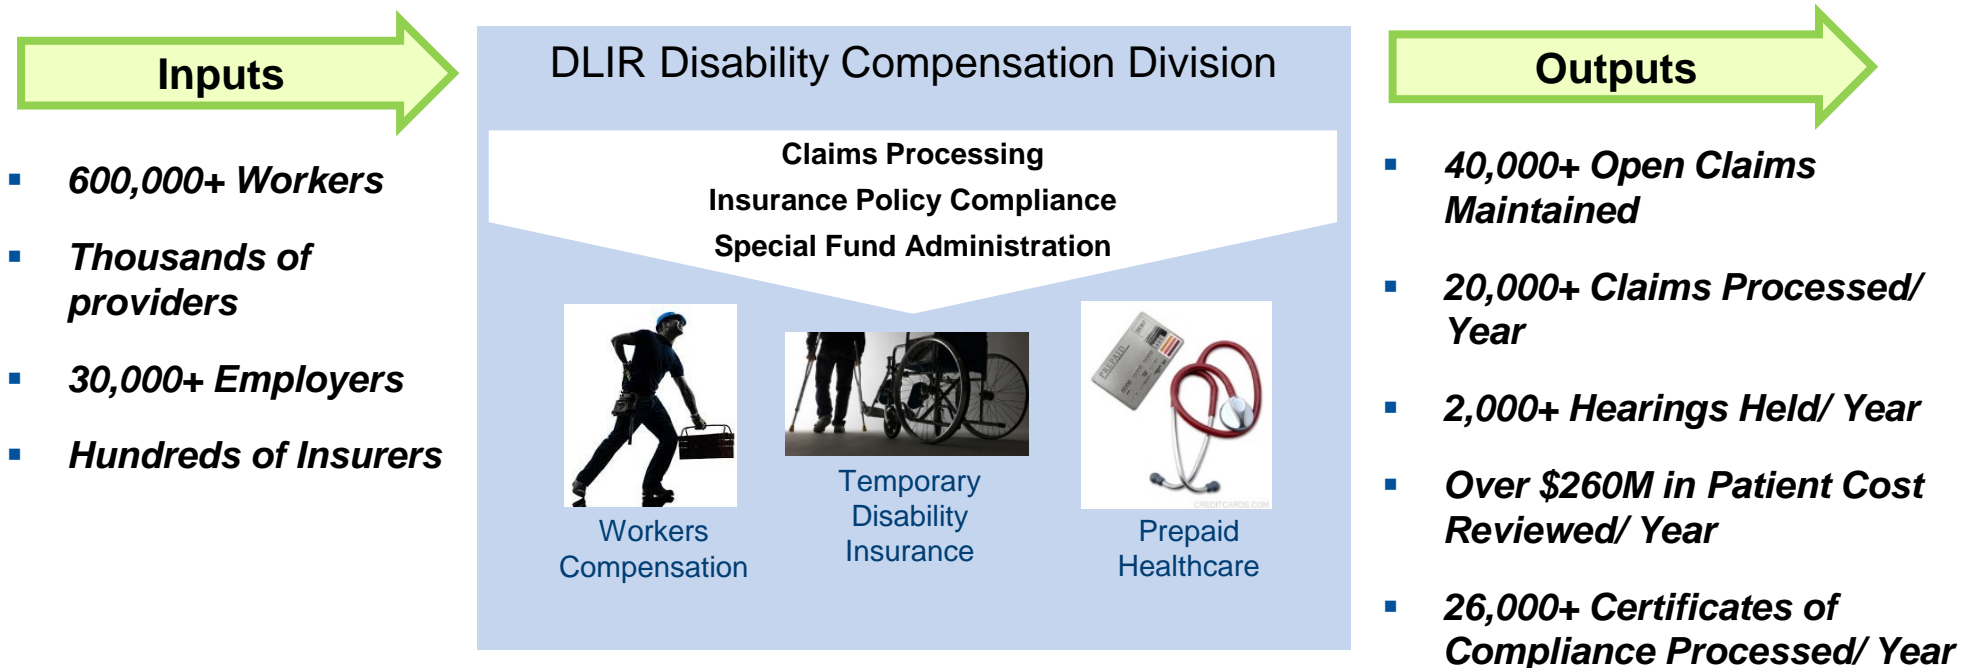 Inputs
600,000+ Workers
Thousands of
providers
30,000+ Employers
Hundreds of Insurers
DLIR Disability Compensation Division
Claims Processing
Insurance Policy Compliance
Special Fund Administration
PREPAID
CREDITCARDS.COM
Workers
Compensation
Temporary
Disability
Insurance
Prepaid
Healthcare
Outputs
40,000+ Open Claims
Maintained
20,000+ Claims Processed/
Year
2,000+ Hearings Held/ Year
Over $260M in Patient Cost
Reviewed/ Year
26,000+ Certificates of
Compliance Processed/ Year